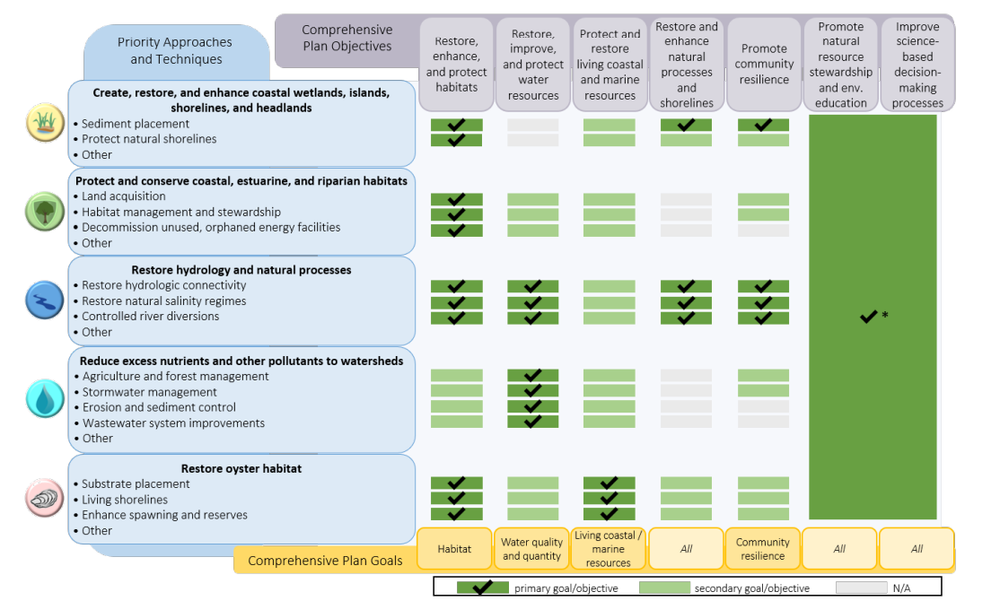 Priority Approaches
and Techniques
Comprehensive
Plan Objectives
Restore,
enhance,
and protect
habitats
Restore,
improve,
and protect
water
resources
Protect and
restore
living coastal
and marine
resources
Restore and
enhance
natural
processes
and
shorelines
Promote
community
resilience
Promote
natural
resource
stewardship
and env.
education
Improve
science-
based
decision-
making
processes
Create, restore, and enhance coastal wetlands, islands,
shorelines, and headlands
• Sediment placement
• Protect natural shorelines
• Other
Protect and conserve coastal, estuarine, and riparian habitats
• Land acquisition
• Habitat management and stewardship
• Decommission unused, orphaned energy facilities
• Other
Restore hydrology and natural processes
• Restore hydrologic connectivity
• Restore natural salinity regimes
• Controlled river diversions
• Other
*
Reduce excess nutrients and other pollutants to watersheds
• Agriculture and forest management
• Stormwater management
• Erosion and sediment control
• Wastewater system improvements
• Other
Restore oyster habitat
• Substrate placement
• Living shorelines
• Enhance spawning and reserves
• Other
Comprehensive Plan Goals
Habitat
Water quality
and quantity
Living coastal /
marine
resources
All
Community
resilience
All
All
primary goal/objective
secondary goal/objective
N/A